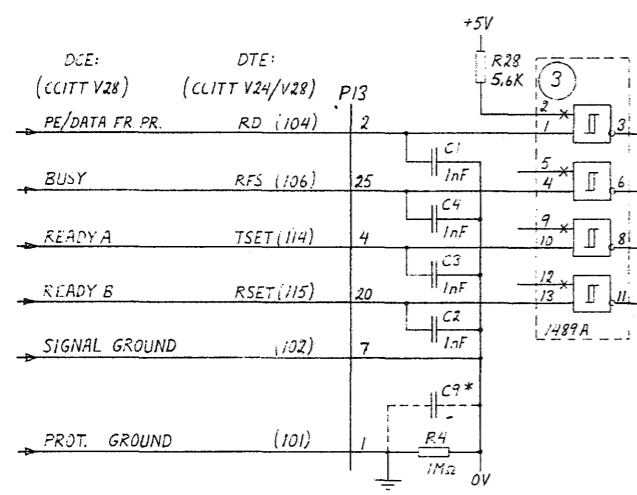 +5V
DCE: DTE: R28 3
(CCITT V28) (CCITT V24/V28) P13 5,6K
2
PE/DATA FR. PR. RD (104) 2 1 3
C1
1nF 5
BUSY RFS (106) 25 4 6
C4
1nF 9
READY A TSET (114) 4 10 8
C3
1nF 12
READY B RSET (115) 20 13 11
C2
1nF 1489A
SIGNAL GROUND (102) 7
C9*
PROT. GROUND (101) 1 R4
1MΩ 0V